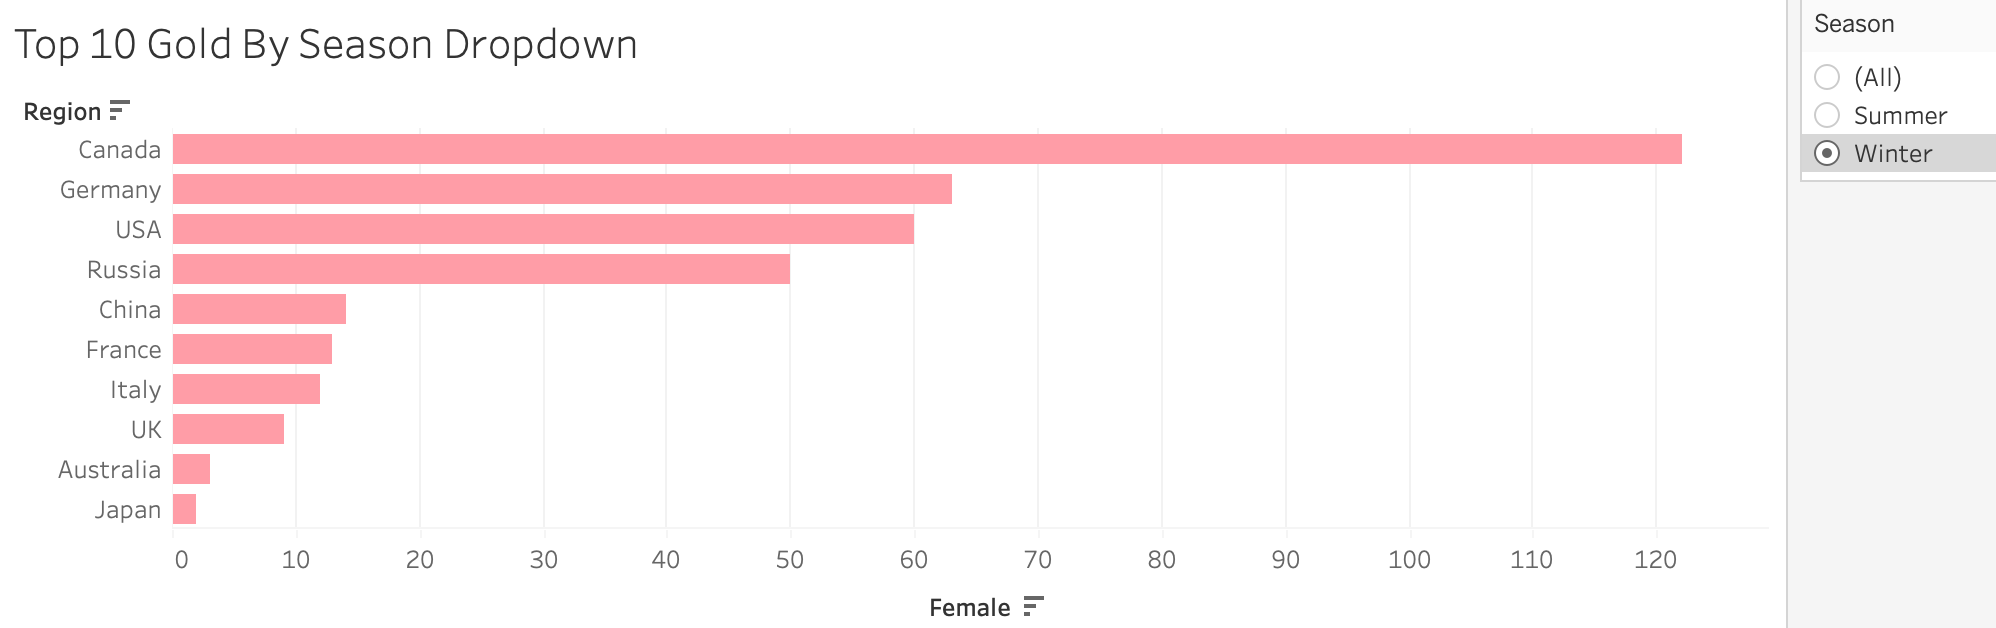 Top 10 Gold By Season Dropdown
Region
Canada
Germany
USA
Russia
China
France
Italy
UK
Australia
Japan
0 10 20 30 40 50 60 70 80 90 100 110 120
Female
Season
(All)
Summer
Winter